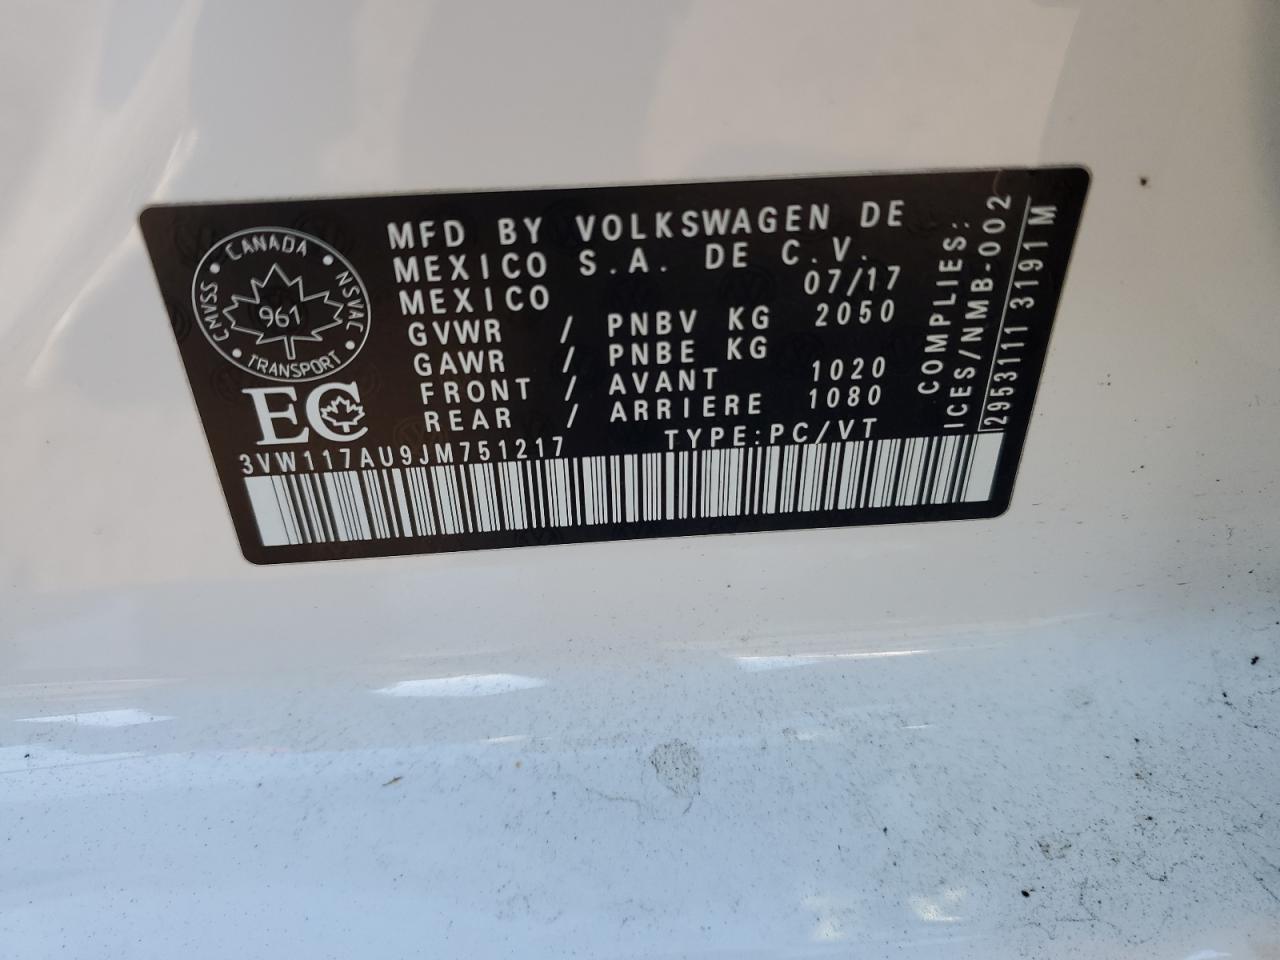 CANADA
CMVSS · NSVAC
961
TRANSPORT
EC
MFD BY VOLKSWAGEN DE
MEXICO S.A. DE C.V.
MEXICO 07/17
GVWR / PNBV KG 2050
GAWR / PNBE KG
FRONT / AVANT 1020
REAR / ARRIERE 1080
3VW117AU9JM751217 TYPE:PC/VT
COMPLIES:
ICES/NMB-002
2953111 3191 M